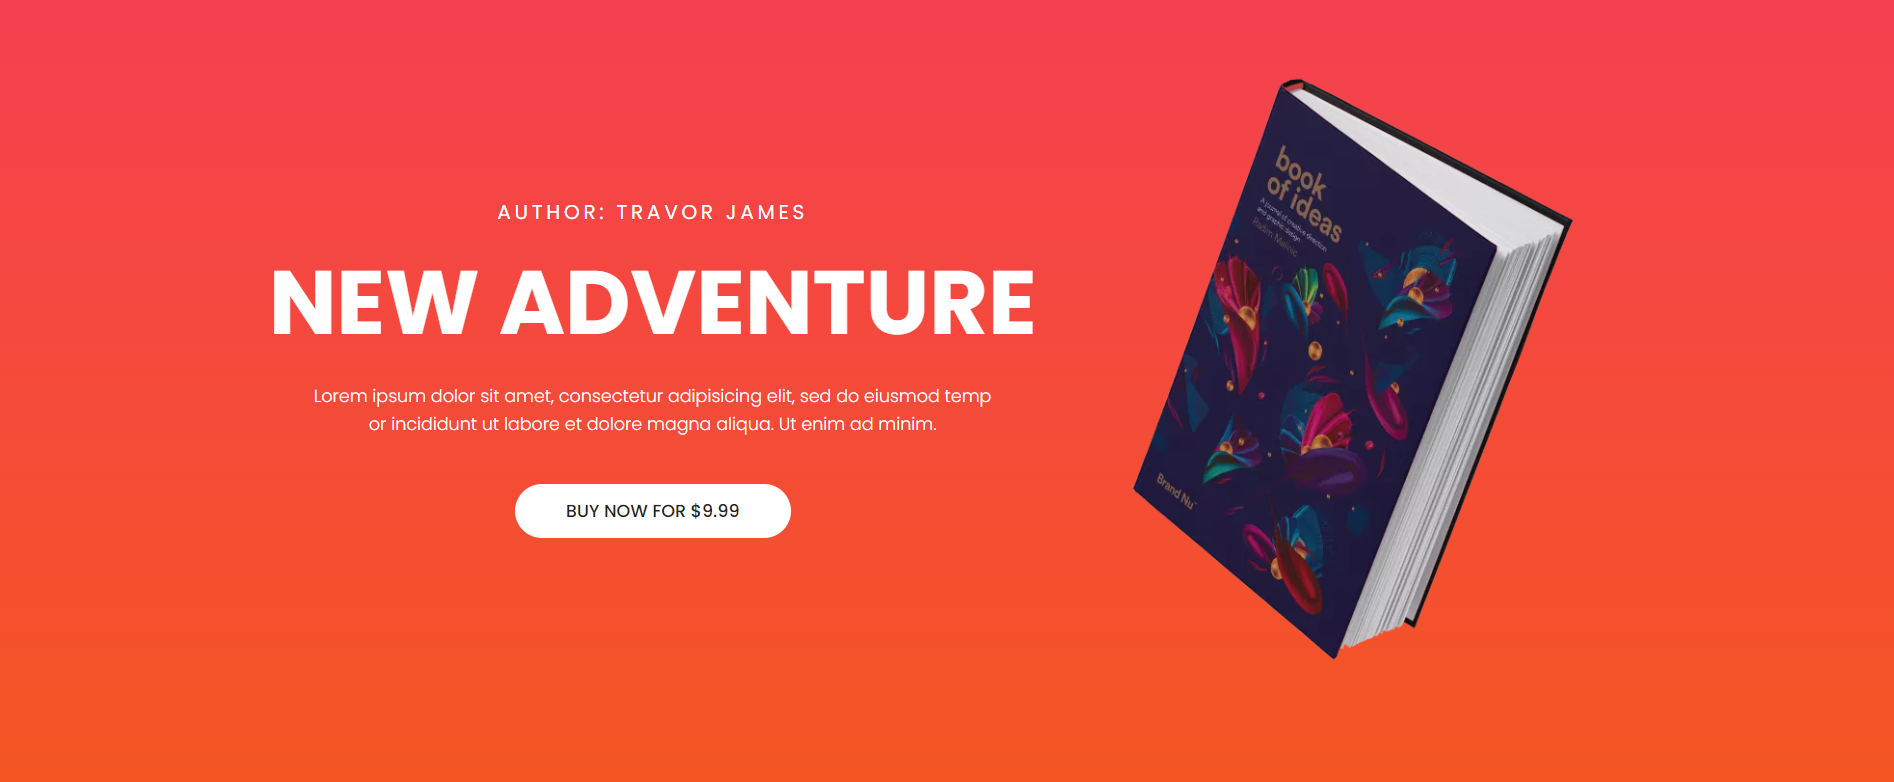 AUTHOR: TRAVOR JAMES
NEW ADVENTURE
Lorem ipsum dolor sit amet, consectetur adipisicing elit, sed do eiusmod temp
or incididunt ut labore et dolore magna aliqua. Ut enim ad minim.
BUY NOW FOR $9.99
book
of ideas
A journal of creative direction
and graphic design
Radim Malinic
Brand Nu